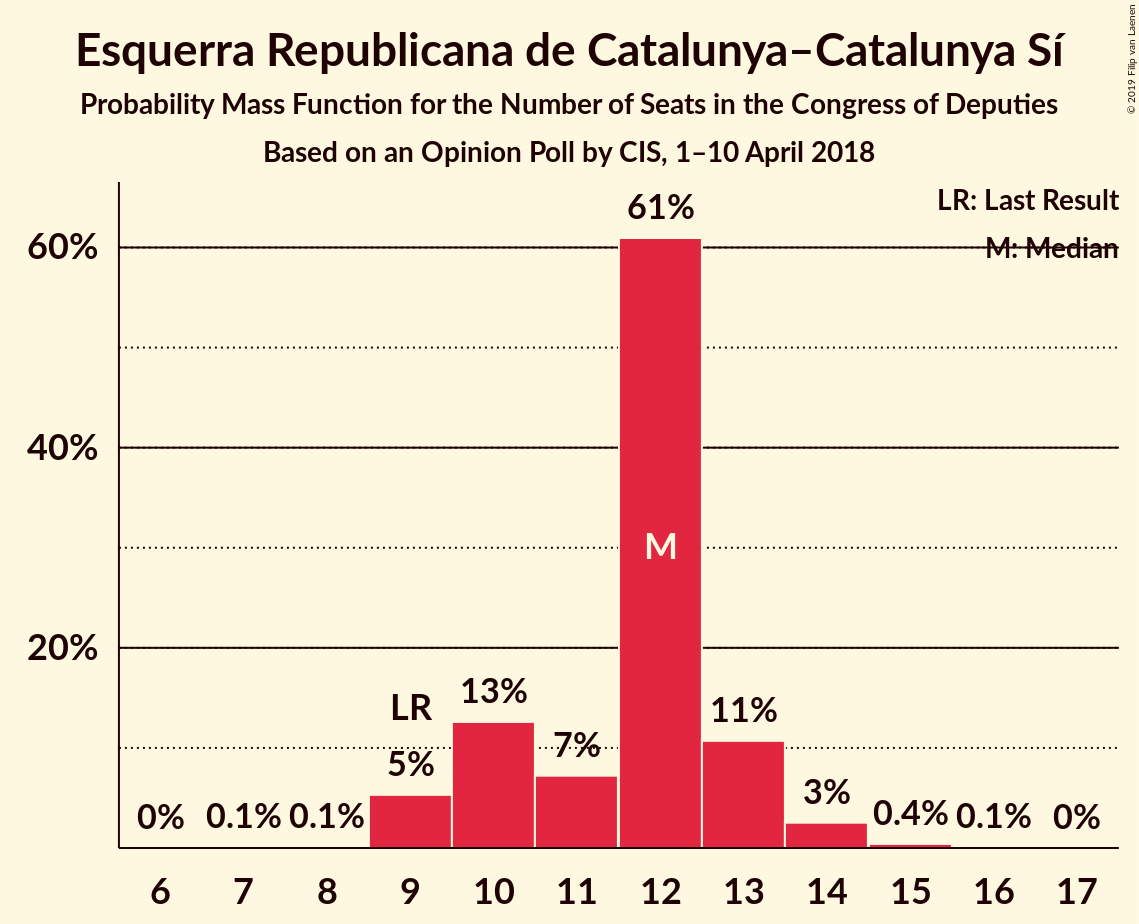 Esquerra Republicana de Catalunya–Catalunya Sí
Probability Mass Function for the Number of Seats in the Congress of Deputies
Based on an Opinion Poll by CIS, 1–10 April 2018
© 2019 Filip van Laenen
LR: Last Result
M: Median
60%
40%
20%
0%
0.1%
0.1%
LR
5%
13%
7%
61%
M
11%
3%
0.4%
0.1%
0%
6 7 8 9 10 11 12 13 14 15 16 17